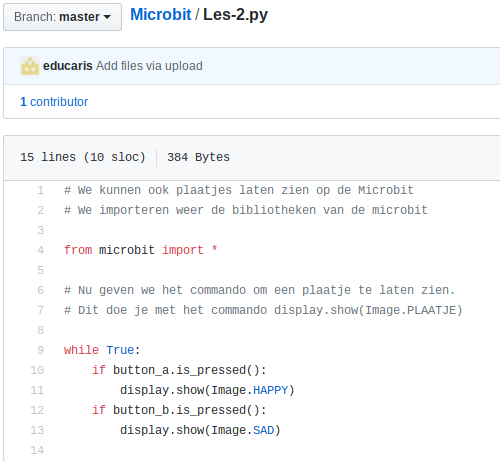 Branch: master Microbit / Les-2.py
educaris Add files via upload
1 contributor
15 lines (10 sloc) 384 Bytes
1 # We kunnen ook plaatjes laten zien op de Microbit
2 # We importeren weer de bibliotheken van de microbit
3
4 from microbit import *
5
6 # Nu geven we het commando om een plaatje te laten zien.
7 # Dit doe je met het commando display.show(Image.PLAATJE)
8
9 while True:
10 if button_a.is_pressed():
11 display.show(Image.HAPPY)
12 if button_b.is_pressed():
13 display.show(Image.SAD)
14